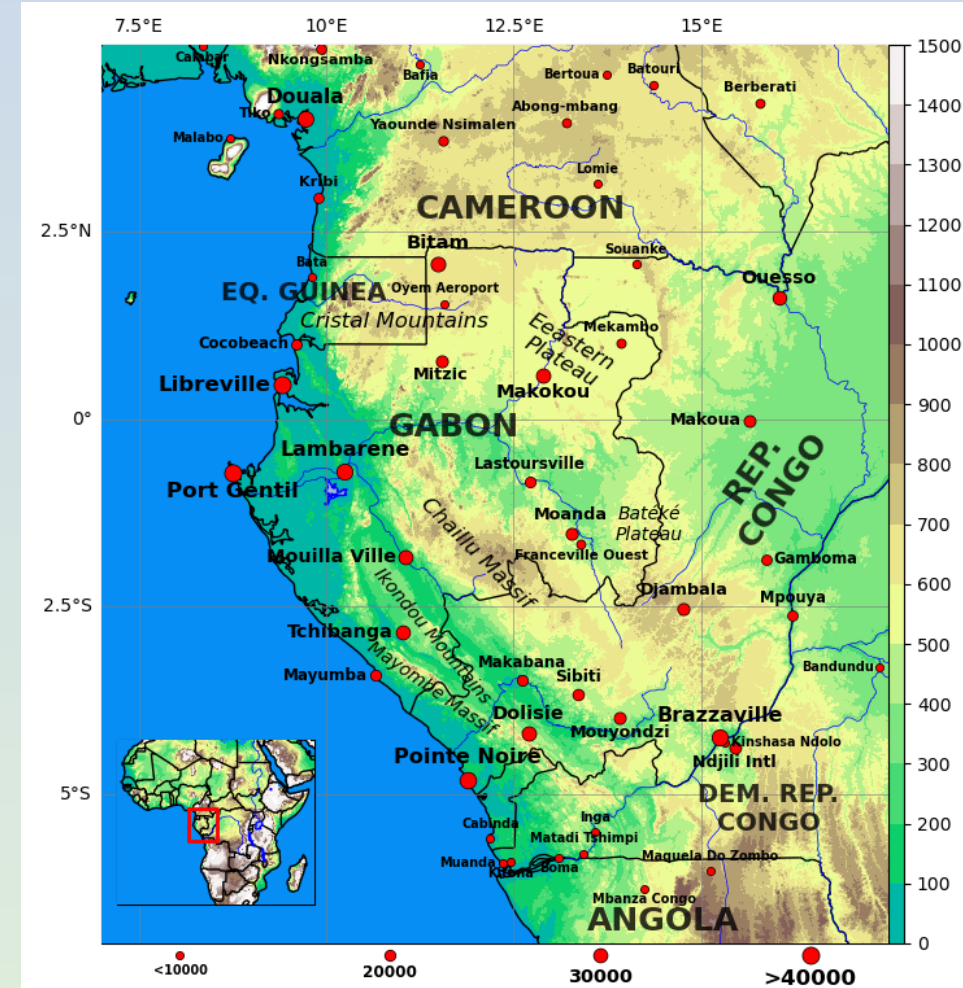 7.5°E 10.0°E 12.5°E 15°E
Calabar
Nkongsamba
Bafia
Bertoua
Batouri
Berberati
Douala
Tiko
Abong-mbang
Yaounde Nsimalen
Malabo
Lomie
Kribi
CAMEROON
2.5°N
Bitam
Souanke
Bata
Ouesso
EQ. GUINEA
Oyem Aeroport
Cristal Mountains
Eeastern
Plateau
Mekambo
Cocobeach
Mitzic
Libreville
Makokou
0°
GABON
Makoua
REP.
CONGO
Lambarene
Lastoursville
Port Gentil
Chaillu Massif
Moanda
Batéké
Plateau
Franceville Ouest
Mouilla Ville
Gamboma
Ikondou Mountains
Djambala
Mpouya
2.5°S
Tchibanga
Mayombe Massif
Makabana
Sibiti
Bandundu
Mayumba
Dolisie
Mouyondzi
Brazzaville
Kinshasa Ndolo
Ndjili Intl
Pointe Noire
5°S
DEM. REP.
CONGO
Cabinda
Inga
Matadi Tshimpi
Muanda
Kitona
Boma
Maquela Do Zombo
Mbanza Congo
ANGOLA
1500
1400
1300
1200
1100
1000
900
800
700
600
500
400
300
200
100
0
<10000 20000 30000 >40000